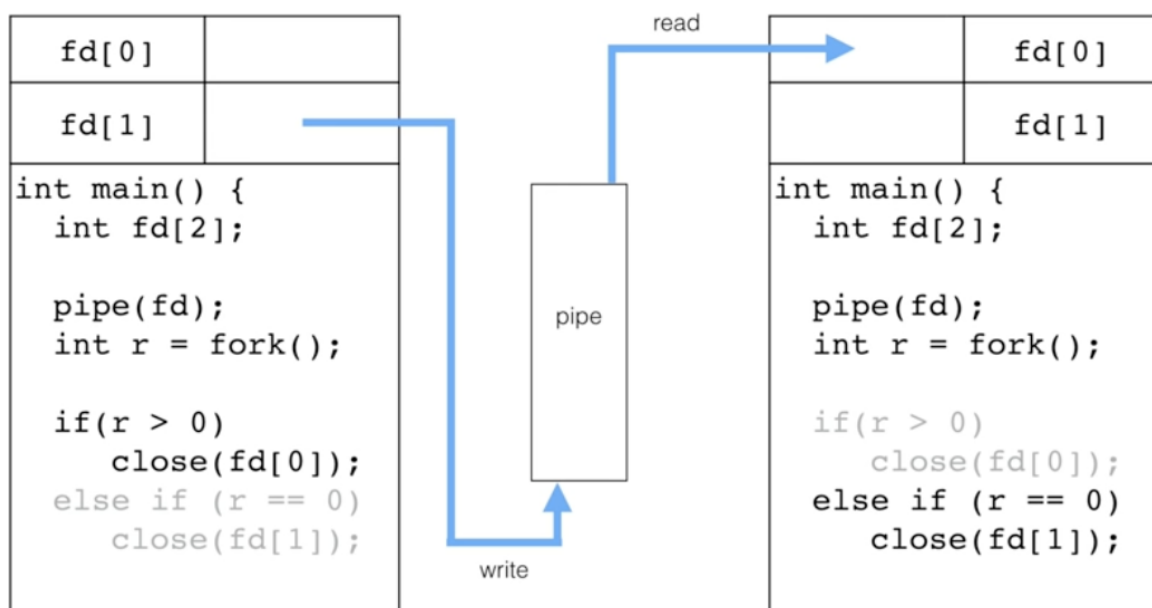 fd[0]
fd[1]
int main() {
int fd[2];
pipe(fd);
int r = fork();
if(r > 0)
close(fd[0]);
else if (r == 0)
close(fd[1]);
read
pipe
write
fd[0]
fd[1]
int main() {
int fd[2];
pipe(fd);
int r = fork();
if(r > 0)
close(fd[0]);
else if (r == 0)
close(fd[1]);